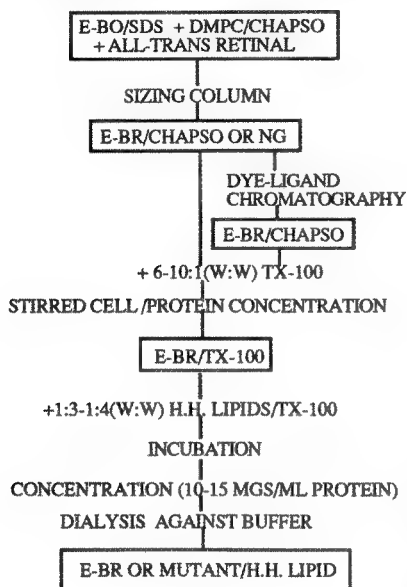 E-BO/SDS + DMPC/CHAPSO
+ ALL-TRANS RETINAL
SIZING COLUMN
E-BR/CHAPSO OR NG
DYE-LIGAND
CHROMATOGRAPHY
E-BR/CHAPSO
+ 6-10:1(W:W) TX-100
STIRRED CELL /PROTEIN CONCENTRATION
E-BR/TX-100
+1:3-1:4(W:W) H.H. LIPIDS/TX-100
INCUBATION
CONCENTRATION (10-15 MGS/ML PROTEIN)
DIALYSIS AGAINST BUFFER
E-BR OR MUTANT/H.H. LIPID